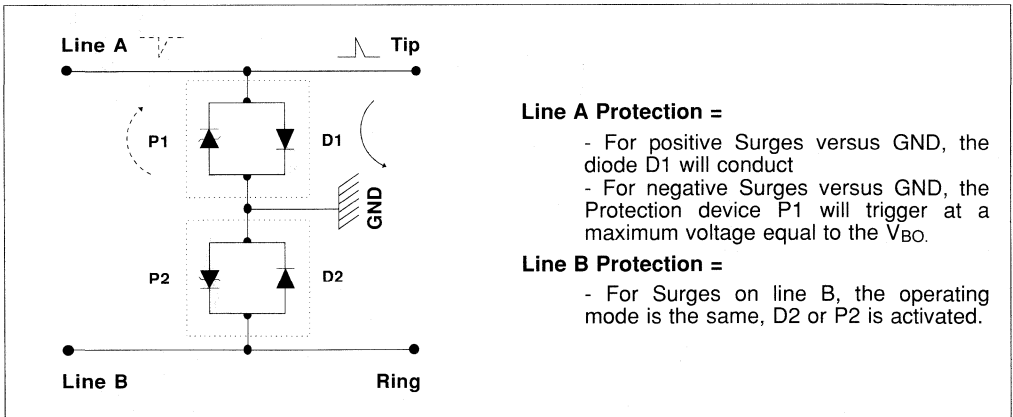 Line A
Tip
P1
D1
GND
P2
D2
Line B
Ring
Line A Protection =
- For positive Surges versus GND, the
diode D1 will conduct
- For negative Surges versus GND, the
Protection device P1 will trigger at a
maximum voltage equal to the VBO.
Line B Protection =
- For Surges on line B, the operating
mode is the same, D2 or P2 is activated.